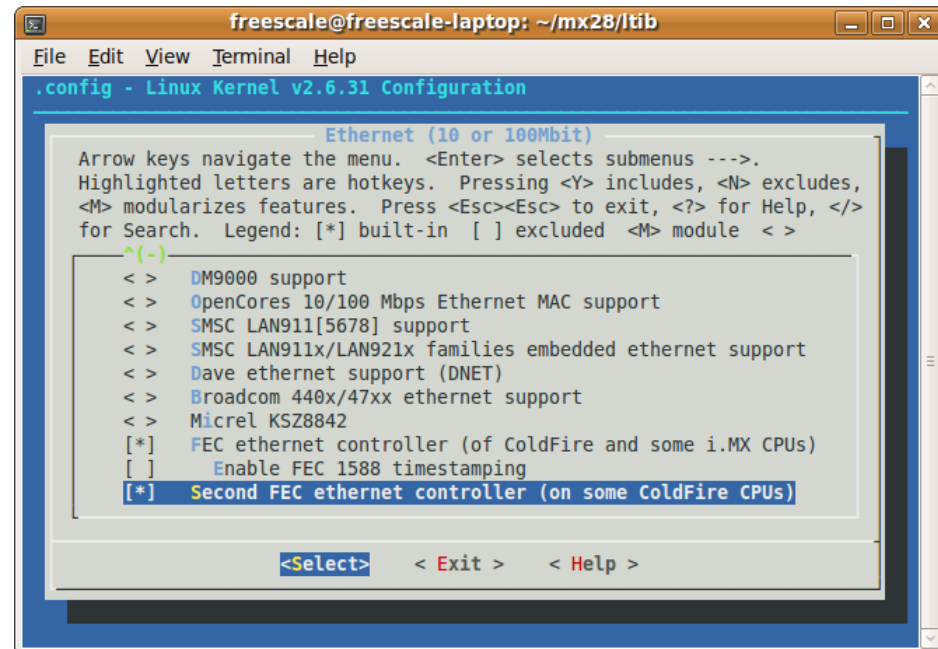 freescale@freescale-laptop: ~/mx28/ltib
File Edit View Terminal Help
.config - Linux Kernel v2.6.31 Configuration
Ethernet (10 or 100Mbit)
Arrow keys navigate the menu. <Enter> selects submenus --->.
Highlighted letters are hotkeys. Pressing <Y> includes, <N> excludes,
<M> modularizes features. Press <Esc><Esc> to exit, <?> for Help, </>
for Search. Legend: [*] built-in [ ] excluded <M> module < >
^(-)
< > DM9000 support
< > OpenCores 10/100 Mbps Ethernet MAC support
< > SMSC LAN911[5678] support
< > SMSC LAN911x/LAN921x families embedded ethernet support
< > Dave ethernet support (DNET)
< > Broadcom 440x/47xx ethernet support
< > Micrel KSZ8842
[*] FEC ethernet controller (of ColdFire and some i.MX CPUs)
[ ] Enable FEC 1588 timestamping
[*] Second FEC ethernet controller (on some ColdFire CPUs)
<Select> < Exit > < Help >